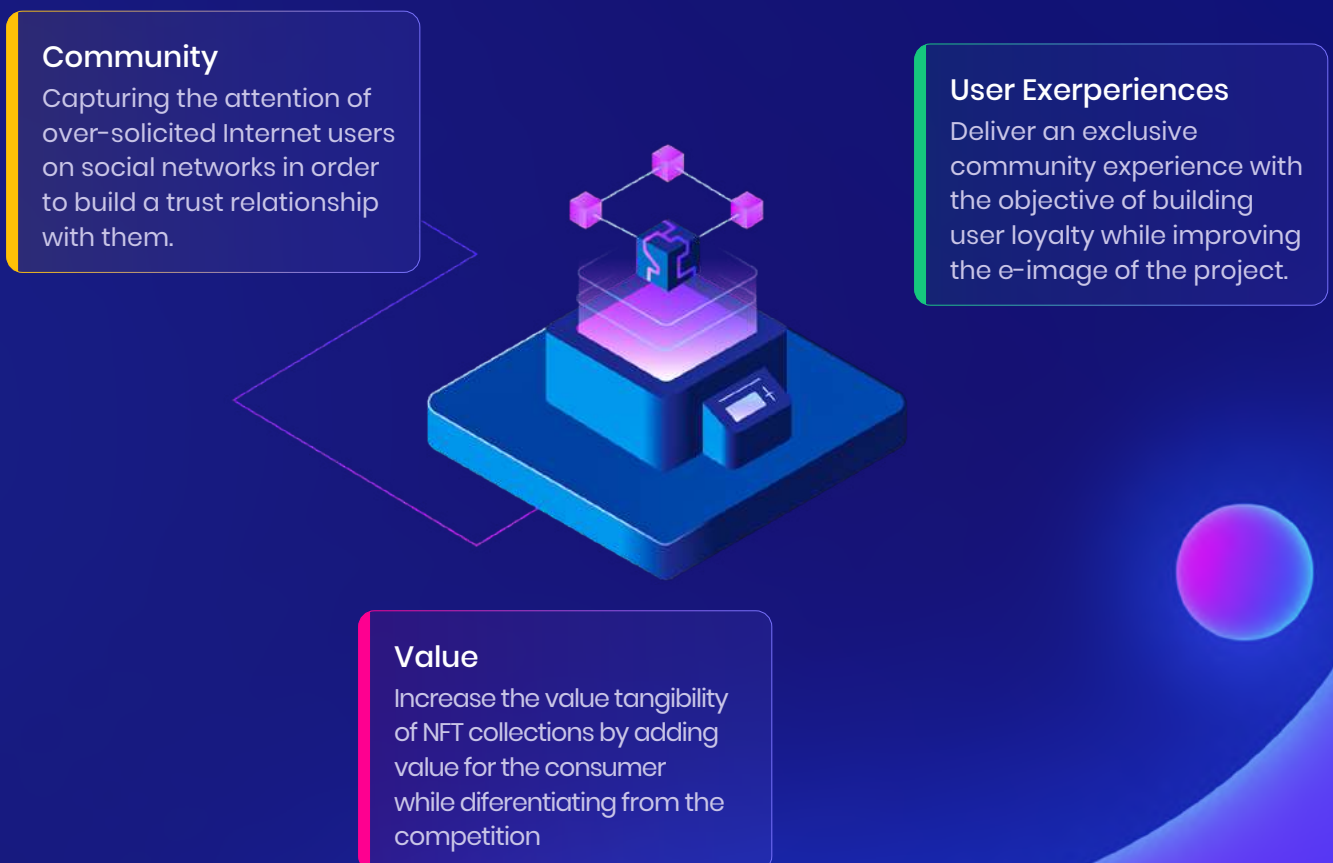 Community
Capturing the attention of
over-solicited Internet users
on social networks in order
to build a trust relationship
with them.
User Exerperiences
Deliver an exclusive
community experience with
the objective of building
user loyalty while improving
the e-image of the project.
Value
Increase the value tangibility
of NFT collections by adding
value for the consumer
while diferentiating from the
competition